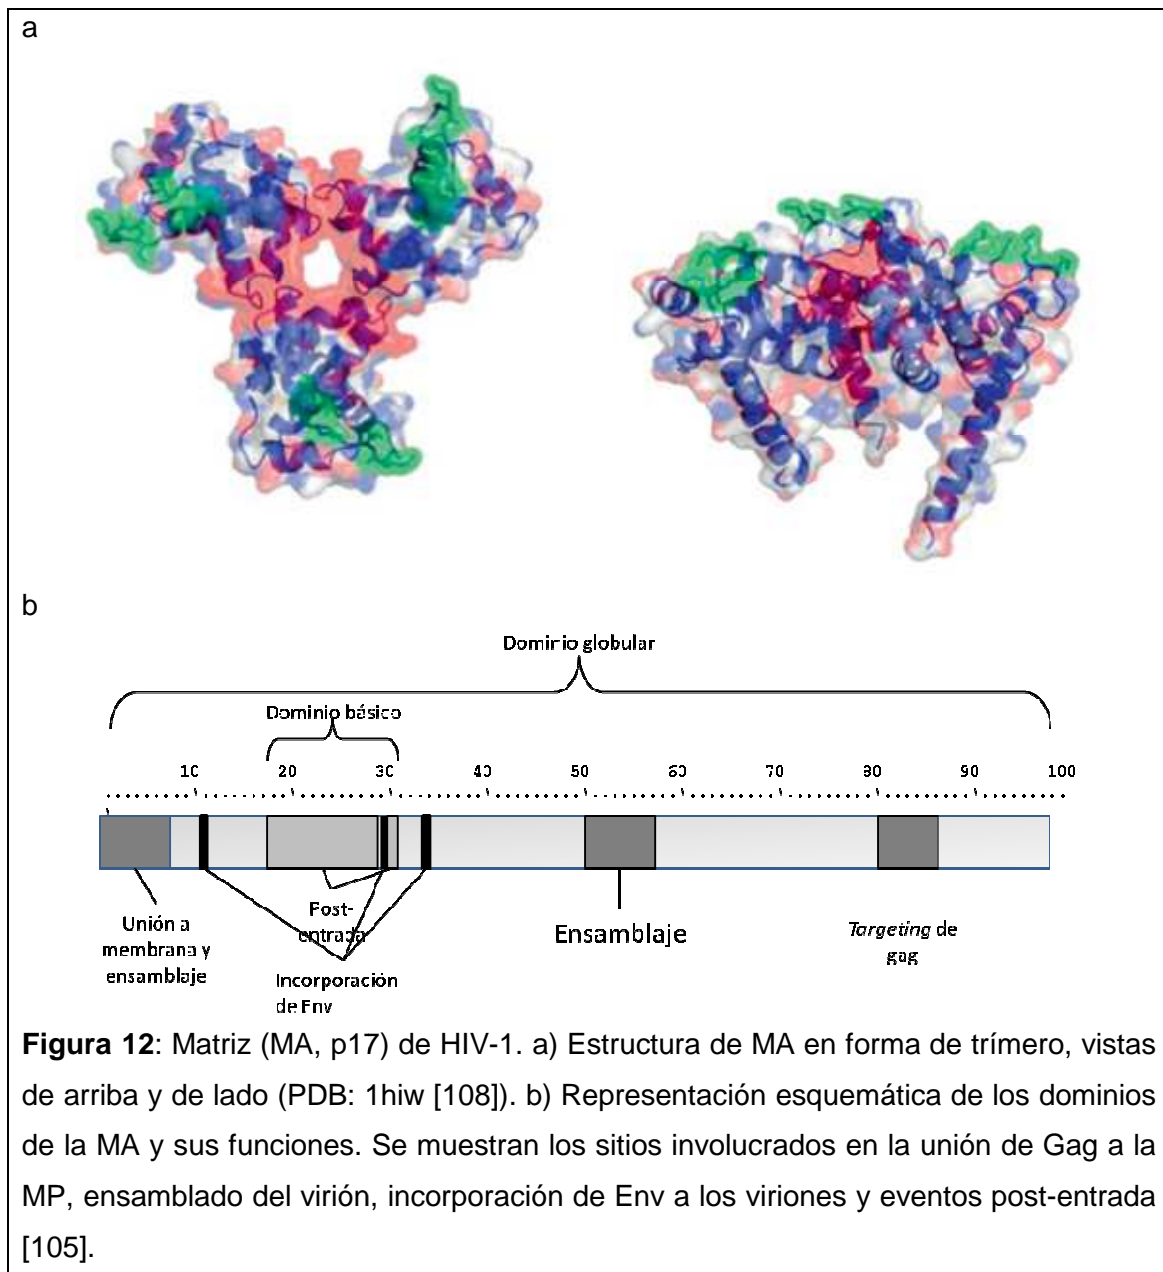 a
b
Dominio globular
Dominio básico
10 20 30 40 50 60 70 80 90 100
Unión a
membrana y
ensamblaje
Post-
entrada
Incorporación
de Env
Ensamblaje
Targeting de
gag
Figura 12: Matriz (MA, p17) de HIV-1. a) Estructura de MA en forma de trímero, vistas
de arriba y de lado (PDB: 1hiw [108]). b) Representación esquemática de los dominios
de la MA y sus funciones. Se muestran los sitios involucrados en la unión de Gag a la
MP, ensamblado del virión, incorporación de Env a los viriones y eventos post-entrada
[105].